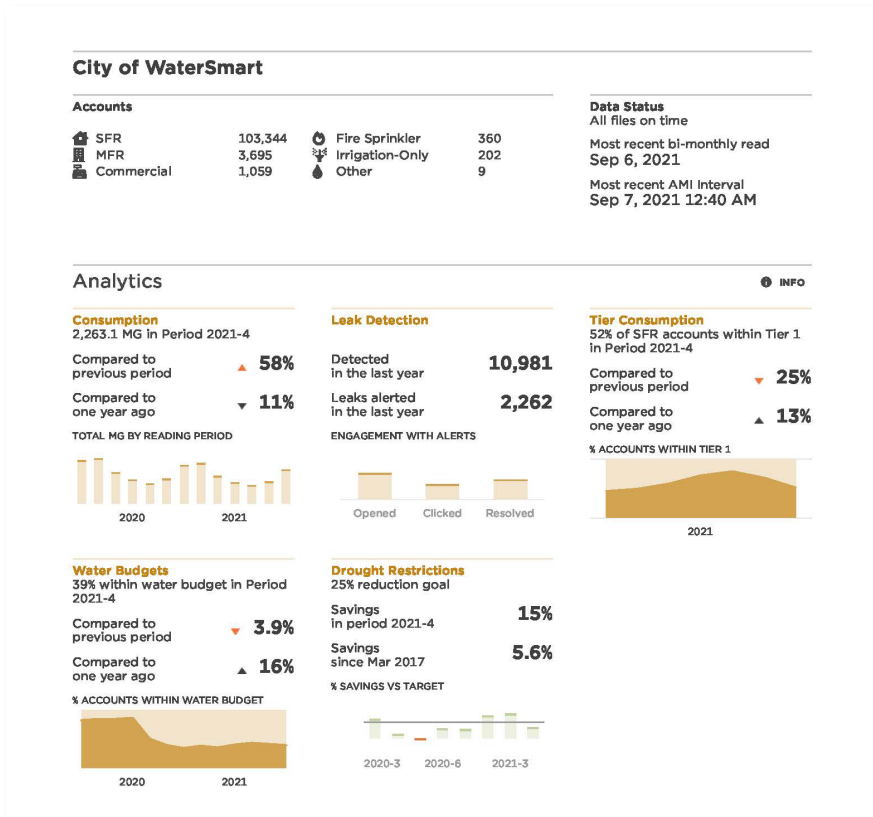 City of WaterSmart
Accounts
SFR 103,344
MFR 3,695
Commercial 1,059
Fire Sprinkler 360
Irrigation-Only 202
Other 9
Data Status
All files on time
Most recent bi-monthly read
Sep 6, 2021
Most recent AMI Interval
Sep 7, 2021 12:40 AM
Analytics
INFO
Consumption
2,263.1 MG in Period 2021-4
Compared to
previous period
58%
Compared to
one year ago
11%
TOTAL MG BY READING PERIOD
2020 2021
Leak Detection
Detected
in the last year
10,981
Leaks alerted
in the last year
2,262
ENGAGEMENT WITH ALERTS
Opened Clicked Resolved
Tier Consumption
52% of SFR accounts within Tier 1
in Period 2021-4
Compared to
previous period
25%
Compared to
one year ago
13%
% ACCOUNTS WITHIN TIER 1
2021
Water Budgets
39% within water budget in Period
2021-4
Compared to
previous period
3.9%
Compared to
one year ago
16%
% ACCOUNTS WITHIN WATER BUDGET
2020 2021
Drought Restrictions
25% reduction goal
Savings
in period 2021-4
15%
Savings
since Mar 2017
5.6%
% SAVINGS VS TARGET
2020-3 2020-6 2021-3